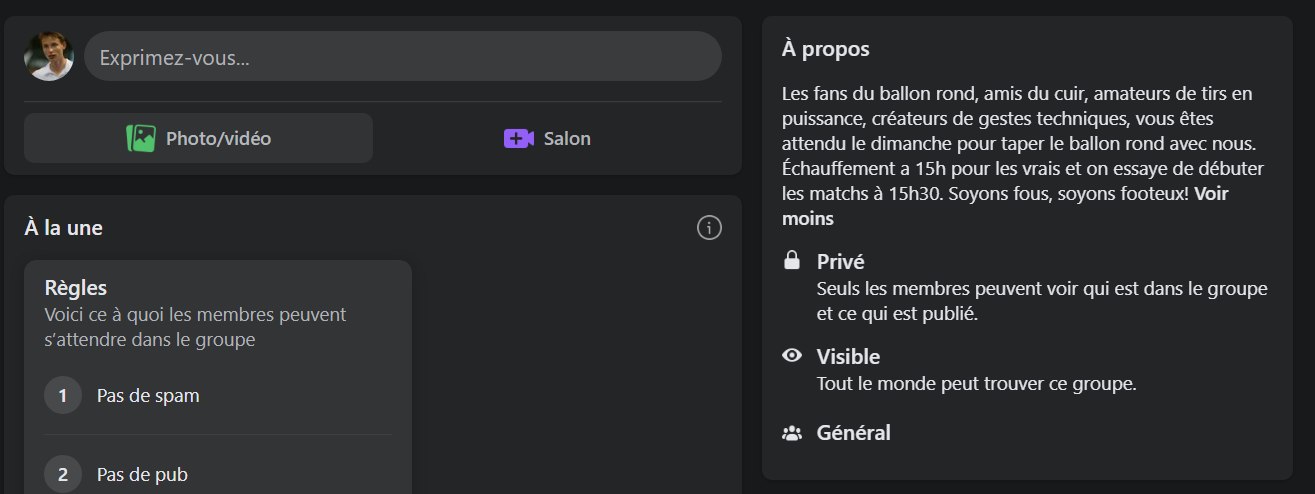 Exprimez-vous...
Photo/vidéo
Salon
À la une
Règles
Voici ce à quoi les membres peuvent
s'attendre dans le groupe
1 Pas de spam
2 Pas de pub
À propos
Les fans du ballon rond, amis du cuir, amateurs de tirs en
puissance, créateurs de gestes techniques, vous êtes
attendu le dimanche pour taper le ballon rond avec nous.
Échauffement a 15h pour les vrais et on essaye de débuter
les matchs à 15h30. Soyons fous, soyons footeux! Voir
moins
Privé
Seuls les membres peuvent voir qui est dans le groupe
et ce qui est publié.
Visible
Tout le monde peut trouver ce groupe.
Général